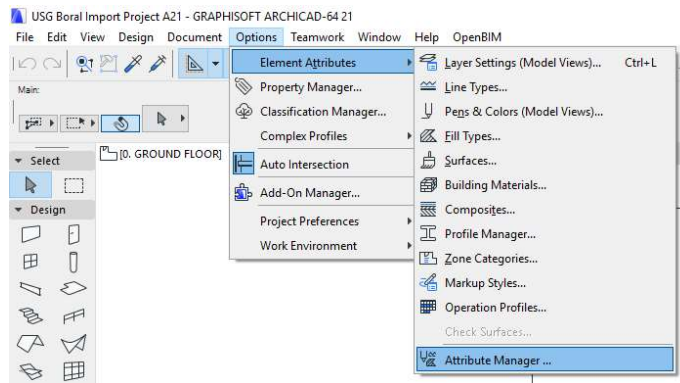 USG Boral Import Project A21 - GRAPHISOFT ARCHICAD-64 21
File Edit View Design Document Options Teamwork Window Help OpenBIM
Main:
[0. GROUND FLOOR]
Select
Design
Element Attributes
Property Manager...
Classification Manager...
Complex Profiles
Auto Intersection
Add-On Manager...
Project Preferences
Work Environment
Layer Settings (Model Views)... Ctrl+L
Line Types...
Pens & Colors (Model Views)...
Fill Types...
Surfaces...
Building Materials...
Composites...
Profile Manager...
Zone Categories...
Markup Styles...
Operation Profiles...
Check Surfaces...
Attribute Manager ...